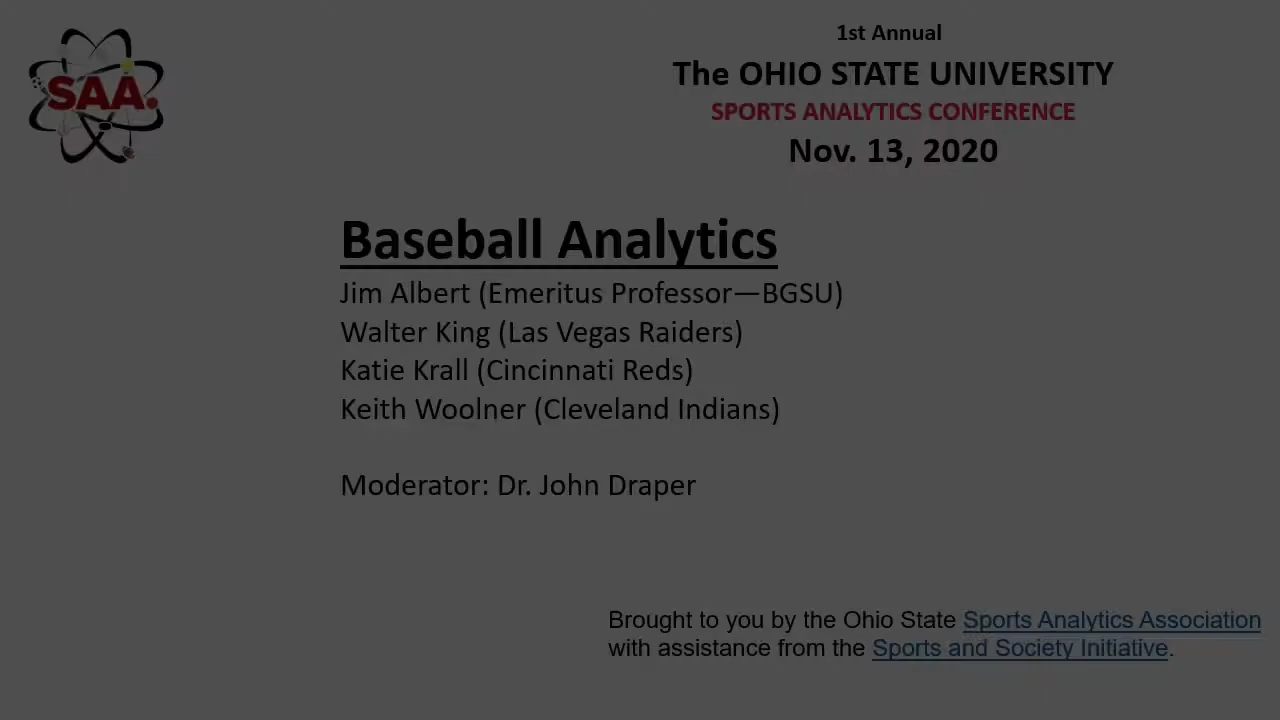 SAA.
1st Annual
The OHIO STATE UNIVERSITY
SPORTS ANALYTICS CONFERENCE
Nov. 13, 2020
Baseball Analytics
Jim Albert (Emeritus Professor—BGSU)
Walter King (Las Vegas Raiders)
Katie Krall (Cincinnati Reds)
Keith Woolner (Cleveland Indians)
Moderator: Dr. John Draper
Brought to you by the Ohio State Sports Analytics Association
with assistance from the Sports and Society Initiative.